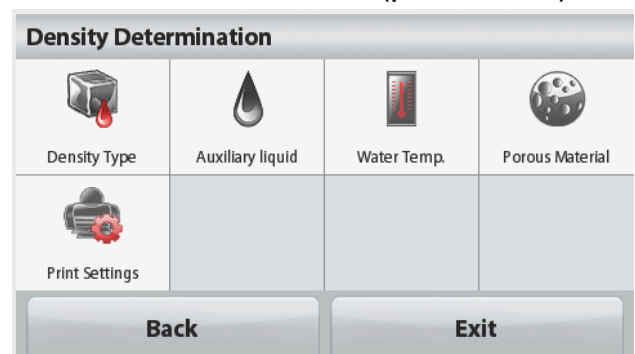 Density Determination
Density Type
Auxiliary liquid
Water Temp.
Porous Material
Print Settings
Back
Exit